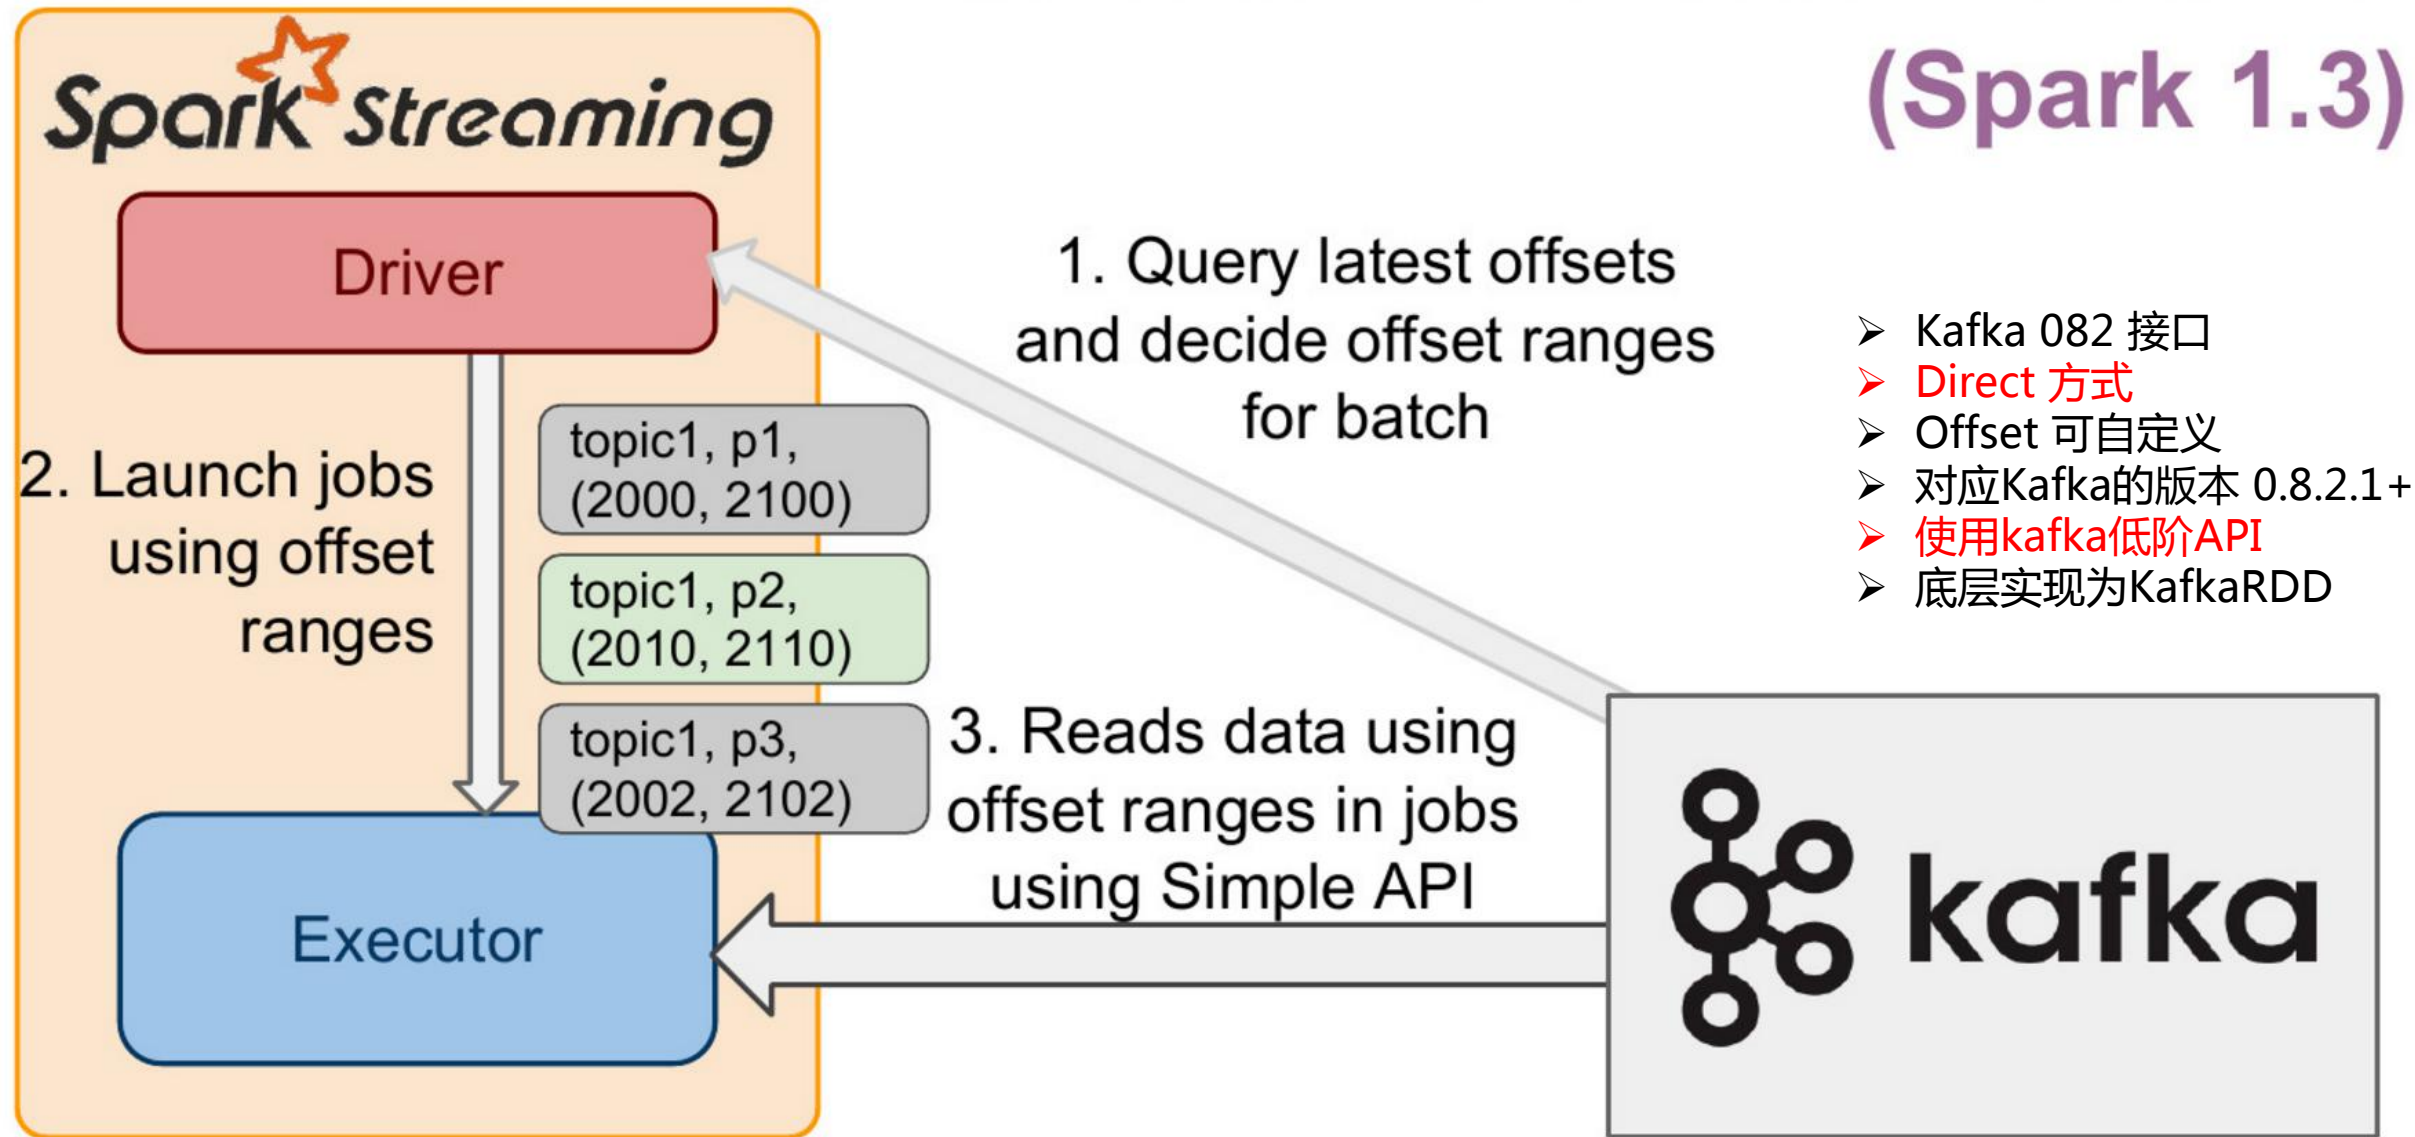 Spark Streaming
(Spark 1.3)
Driver
1. Query latest offsets
and decide offset ranges
for batch
➢ Kafka 082 接口
➢ Direct 方式
➢ Offset 可自定义
➢ 对应Kafka的版本 0.8.2.1+
➢ 使用kafka低阶API
➢ 底层实现为KafkaRDD
2. Launch jobs
using offset
ranges
topic1, p1,
(2000, 2100)
topic1, p2,
(2010, 2110)
topic1, p3,
(2002, 2102)
3. Reads data using
offset ranges in jobs
using Simple API
Executor
kafka